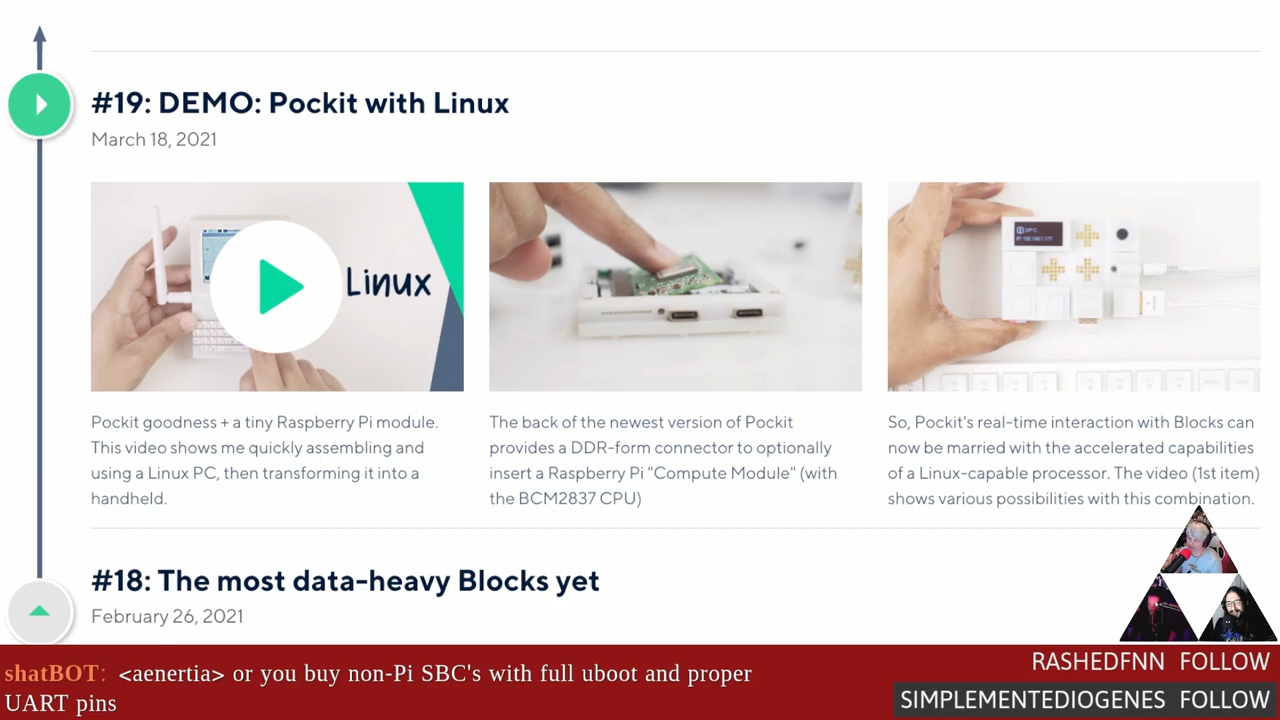 #19: DEMO: Pockit with Linux
March 18, 2021
Linux
Pockit goodness + a tiny Raspberry Pi module.
This video shows me quickly assembling and
using a Linux PC, then transforming it into a
handheld.
The back of the newest version of Pockit
provides a DDR-form connector to optionally
insert a Raspberry Pi "Compute Module" (with
the BCM2837 CPU)
So, Pockit's real-time interaction with Blocks can
now be married with the accelerated capabilities
of a Linux-capable processor. The video (1st item)
shows various possibilities with this combination.
#18: The most data-heavy Blocks yet
February 26, 2021
shatBOT: <aenertia> or you buy non-Pi SBC's with full uboot and proper
UART pins
RASHEDFNN FOLLOW
SIMPLEMENTEDIOGENES FOLLOW